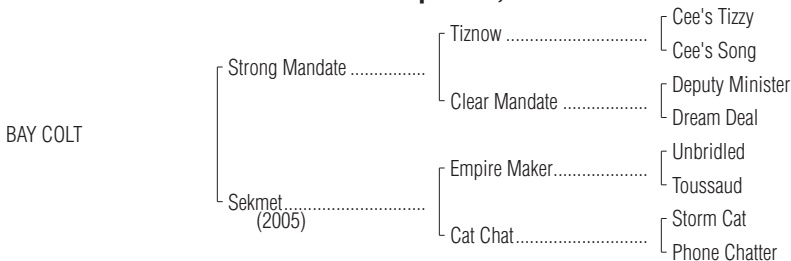 Cee's Tizzy
Tiznow ................................
Cee's Song
Strong Mandate ................
Deputy Minister
Clear Mandate ....................
Dream Deal
BAY COLT
Unbridled
Empire Maker......................
Toussaud
Sekmet..............................
(2005)
Storm Cat
Cat Chat..............................
Phone Chatter